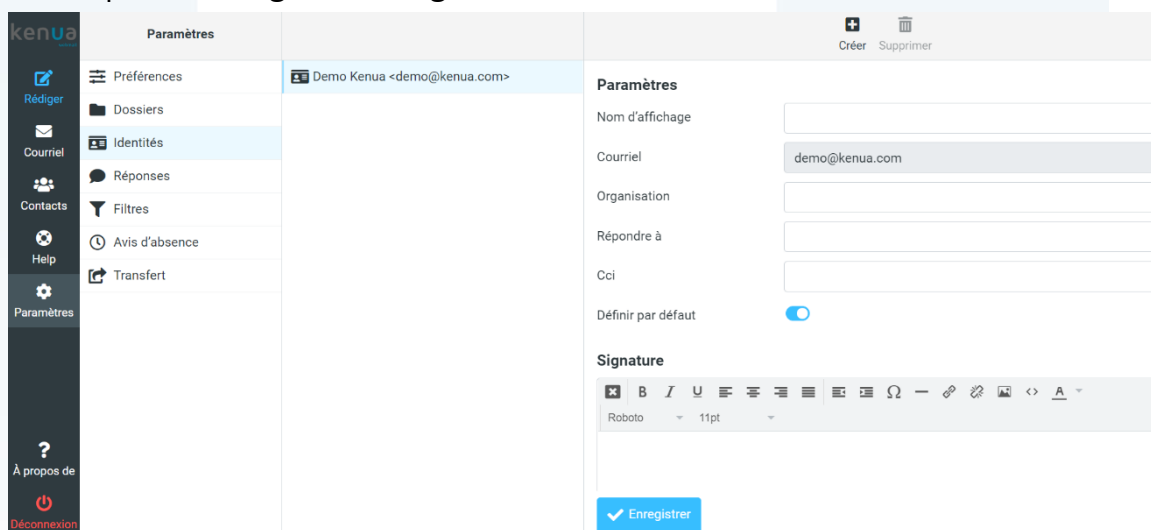 kenua
Paramètres
Créer
Supprimer
Rédiger
Courriel
Contacts
Help
Paramètres
À propos de
Déconnexion
Préférences
Dossiers
Identités
Réponses
Filtres
Avis d'absence
Transfert
Demo Kenua <demo@kenua.com>
Paramètres
Nom d'affichage
Courriel
demo@kenua.com
Organisation
Répondre à
Cci
Définir par défaut
Signature
B I U Ω A
Roboto 11pt
Enregistrer